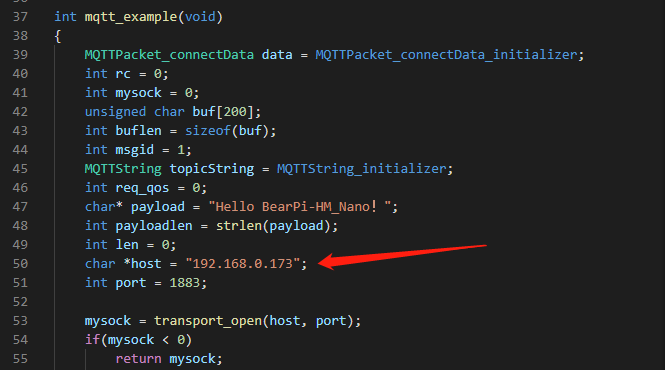 37 int mqtt_example(void)
38 {
39 MQTTPacket_connectData data = MQTTPacket_connectData_initializer;
40 int rc = 0;
41 int mysock = 0;
42 unsigned char buf[200];
43 int buflen = sizeof(buf);
44 int msgid = 1;
45 MQTTString topicString = MQTTString_initializer;
46 int req_qos = 0;
47 char* payload = "Hello BearPi-HM_Nano！";
48 int payloadlen = strlen(payload);
49 int len = 0;
50 char *host = "192.168.0.173";
51 int port = 1883;
52
53 mysock = transport_open(host, port);
54 if(mysock < 0)
55 return mysock;